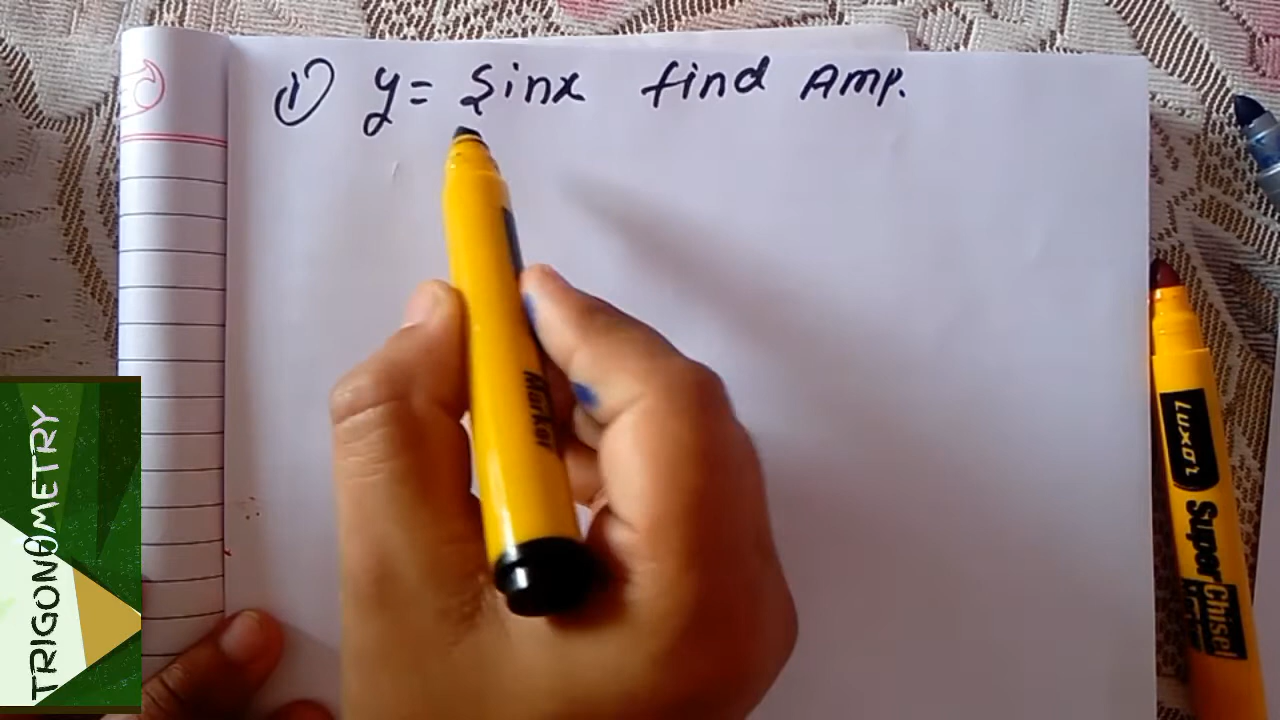 1) y = Sinx find Amp.
Marker
Luxor
Super Chisel
TRIGONOMETRY